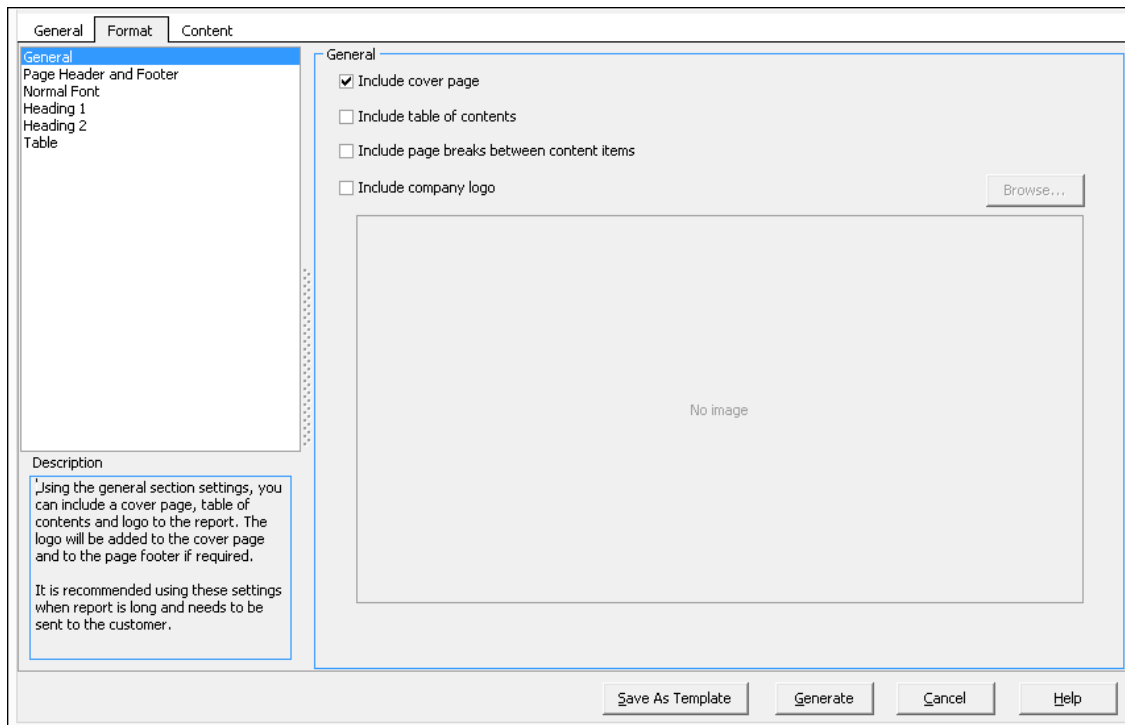 General Format Content
General
Page Header and Footer
Normal Font
Heading 1
Heading 2
Table
Description
Using the general section settings, you
can include a cover page, table of
contents and logo to the report. The
logo will be added to the cover page
and to the page footer if required.
It is recommended using these settings
when report is long and needs to be
sent to the customer.
General
Include cover page
Include table of contents
Include page breaks between content items
Include company logo
Browse...
No image
Save As Template Generate Cancel Help